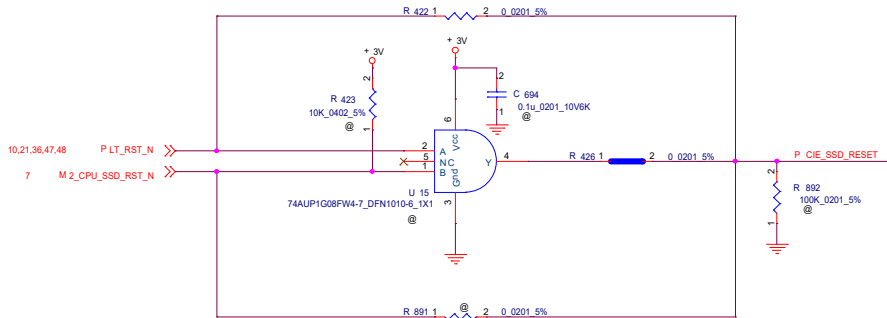 R 422 1 2 0_0201_5%
+ 3V
+ 3V
2
R 423
10K_0402_5%
@
1
2
C 694
0.1u_0201_10V6K
1
@
6
Vcc
10,21,36,47,48 P LT_RST_N
2 A
5 NC
Y 4
R 426 1 2 0_0201_5%
P CIE_SSD_RESET
7 M 2_CPU_SSD_RST_N
1 B
Gnd
U 15
3
74AUP1G08FW4-7_DFN1010-6_1X1
@
2
R 892
100K_0201_5%
@
1
R 891 1 @ 2 0_0201_5%